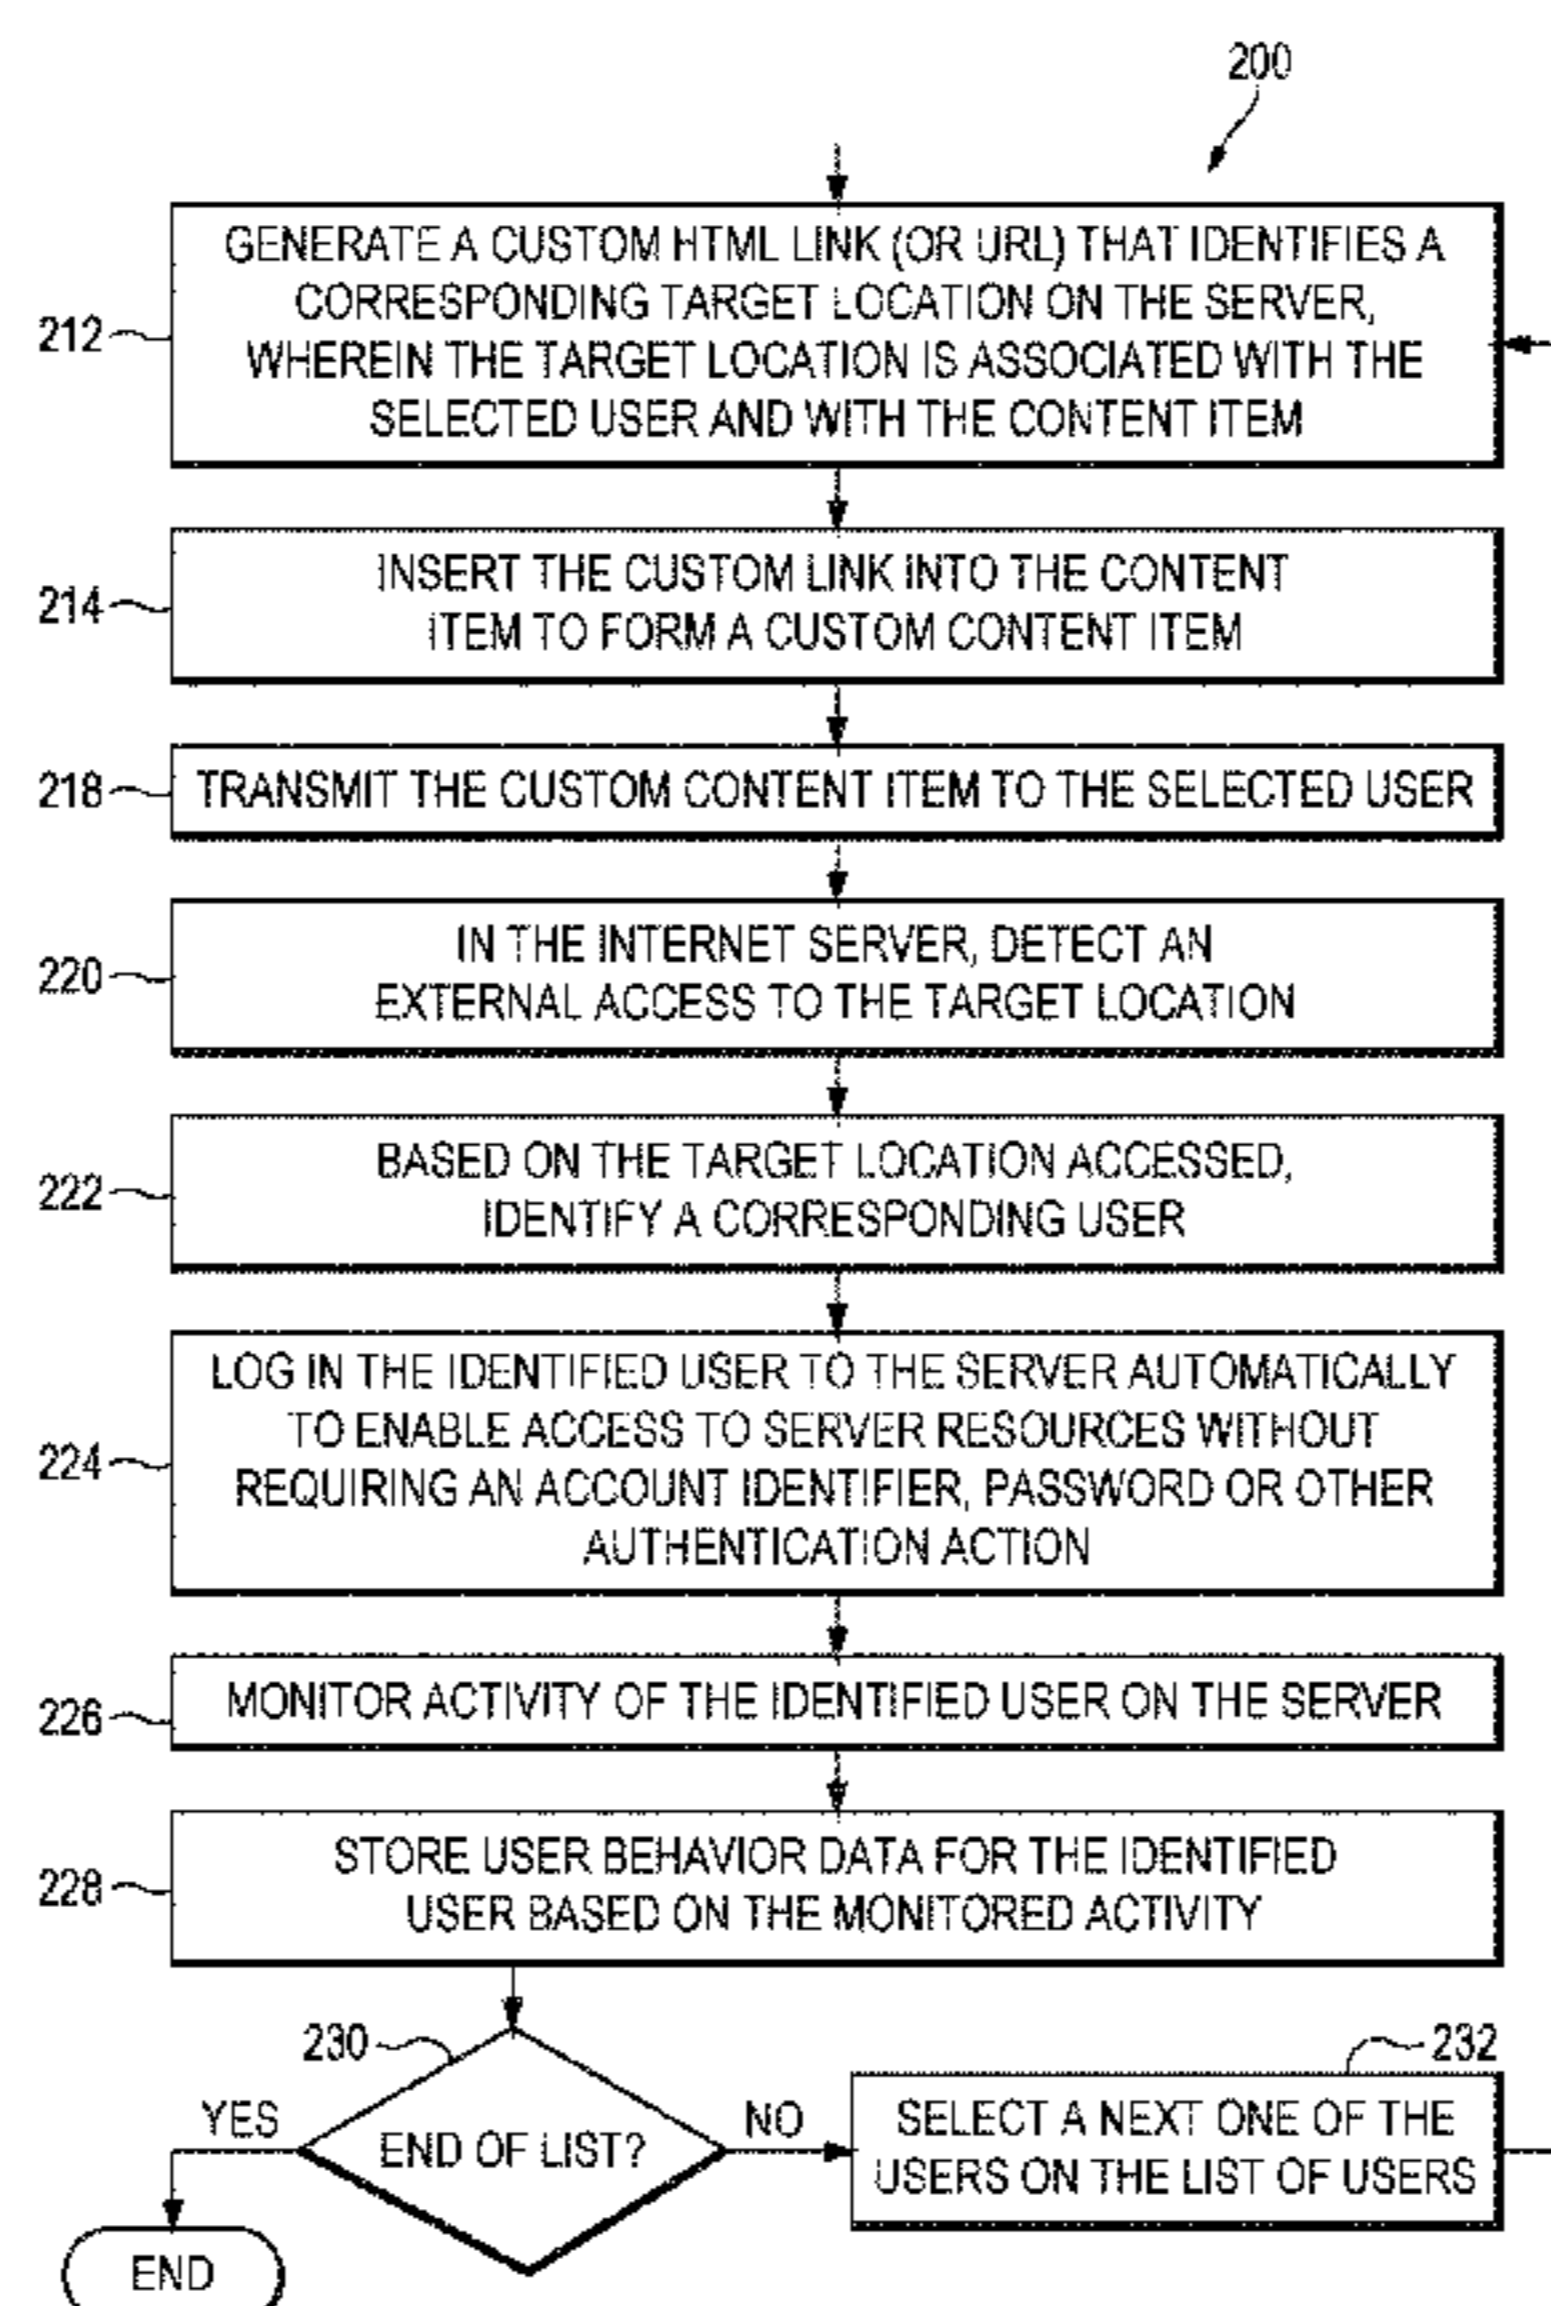 200
GENERATE A CUSTOM HTML LINK (OR URL) THAT IDENTIFIES A
CORRESPONDING TARGET LOCATION ON THE SERVER,
WHEREIN THE TARGET LOCATION IS ASSOCIATED WITH THE
SELECTED USER AND WITH THE CONTENT ITEM
212
INSERT THE CUSTOM LINK INTO THE CONTENT
ITEM TO FORM A CUSTOM CONTENT ITEM
214
218
TRANSMIT THE CUSTOM CONTENT ITEM TO THE SELECTED USER
IN THE INTERNET SERVER, DETECT AN
EXTERNAL ACCESS TO THE TARGET LOCATION
220
BASED ON THE TARGET LOCATION ACCESSED,
IDENTIFY A CORRESPONDING USER
222
LOG IN THE IDENTIFIED USER TO THE SERVER AUTOMATICALLY
TO ENABLE ACCESS TO SERVER RESOURCES WITHOUT
REQUIRING AN ACCOUNT IDENTIFIER, PASSWORD OR OTHER
AUTHENTICATION ACTION
224
MONITOR ACTIVITY OF THE IDENTIFIED USER ON THE SERVER
226
STORE USER BEHAVIOR DATA FOR THE IDENTIFIED
USER BASED ON THE MONITORED ACTIVITY
228
230
232
YES
END OF LIST?
NO
SELECT A NEXT ONE OF THE
USERS ON THE LIST OF USERS
END